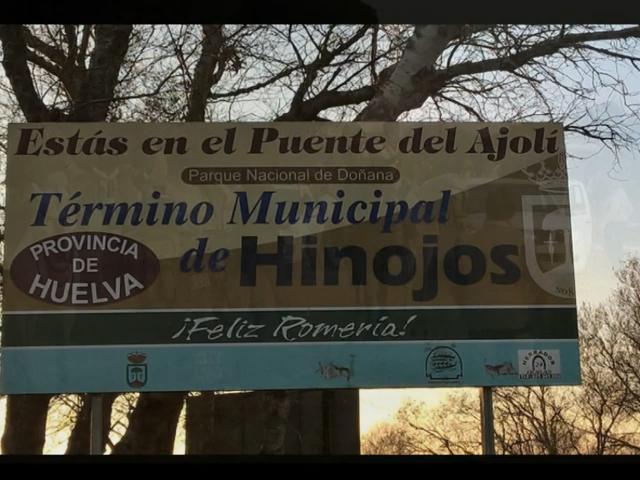 Estás en el Puente del Ajolí
Parque Nacional de Doñana
Término Municipal
de Hinojos
PROVINCIA
DE
HUELVA
¡Feliz Romería!